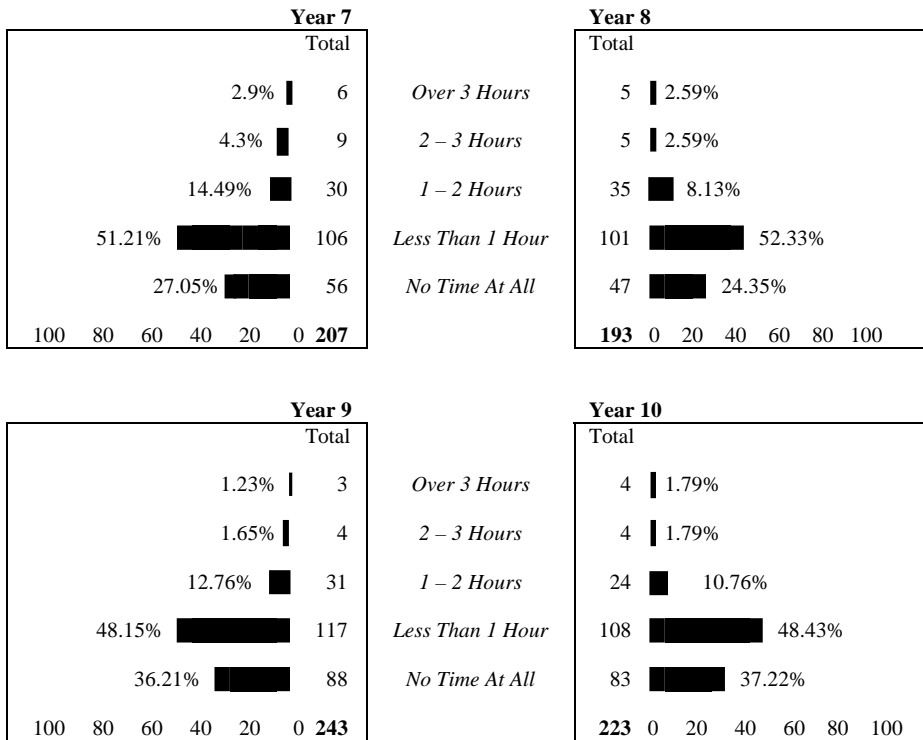 Year 7 Year 8
Total Total
2.9% 6 Over 3 Hours 5 2.59%
4.3% 9 2 – 3 Hours 5 2.59%
14.49% 30 1 – 2 Hours 35 8.13%
51.21% 106 Less Than 1 Hour 101 52.33%
27.05% 56 No Time At All 47 24.35%
100 80 60 40 20 0 207 193 0 20 40 60 80 100
Year 9 Year 10
Total Total
1.23% 3 Over 3 Hours 4 1.79%
1.65% 4 2 – 3 Hours 4 1.79%
12.76% 31 1 – 2 Hours 24 10.76%
48.15% 117 Less Than 1 Hour 108 48.43%
36.21% 88 No Time At All 83 37.22%
100 80 60 40 20 0 243 223 0 20 40 60 80 100